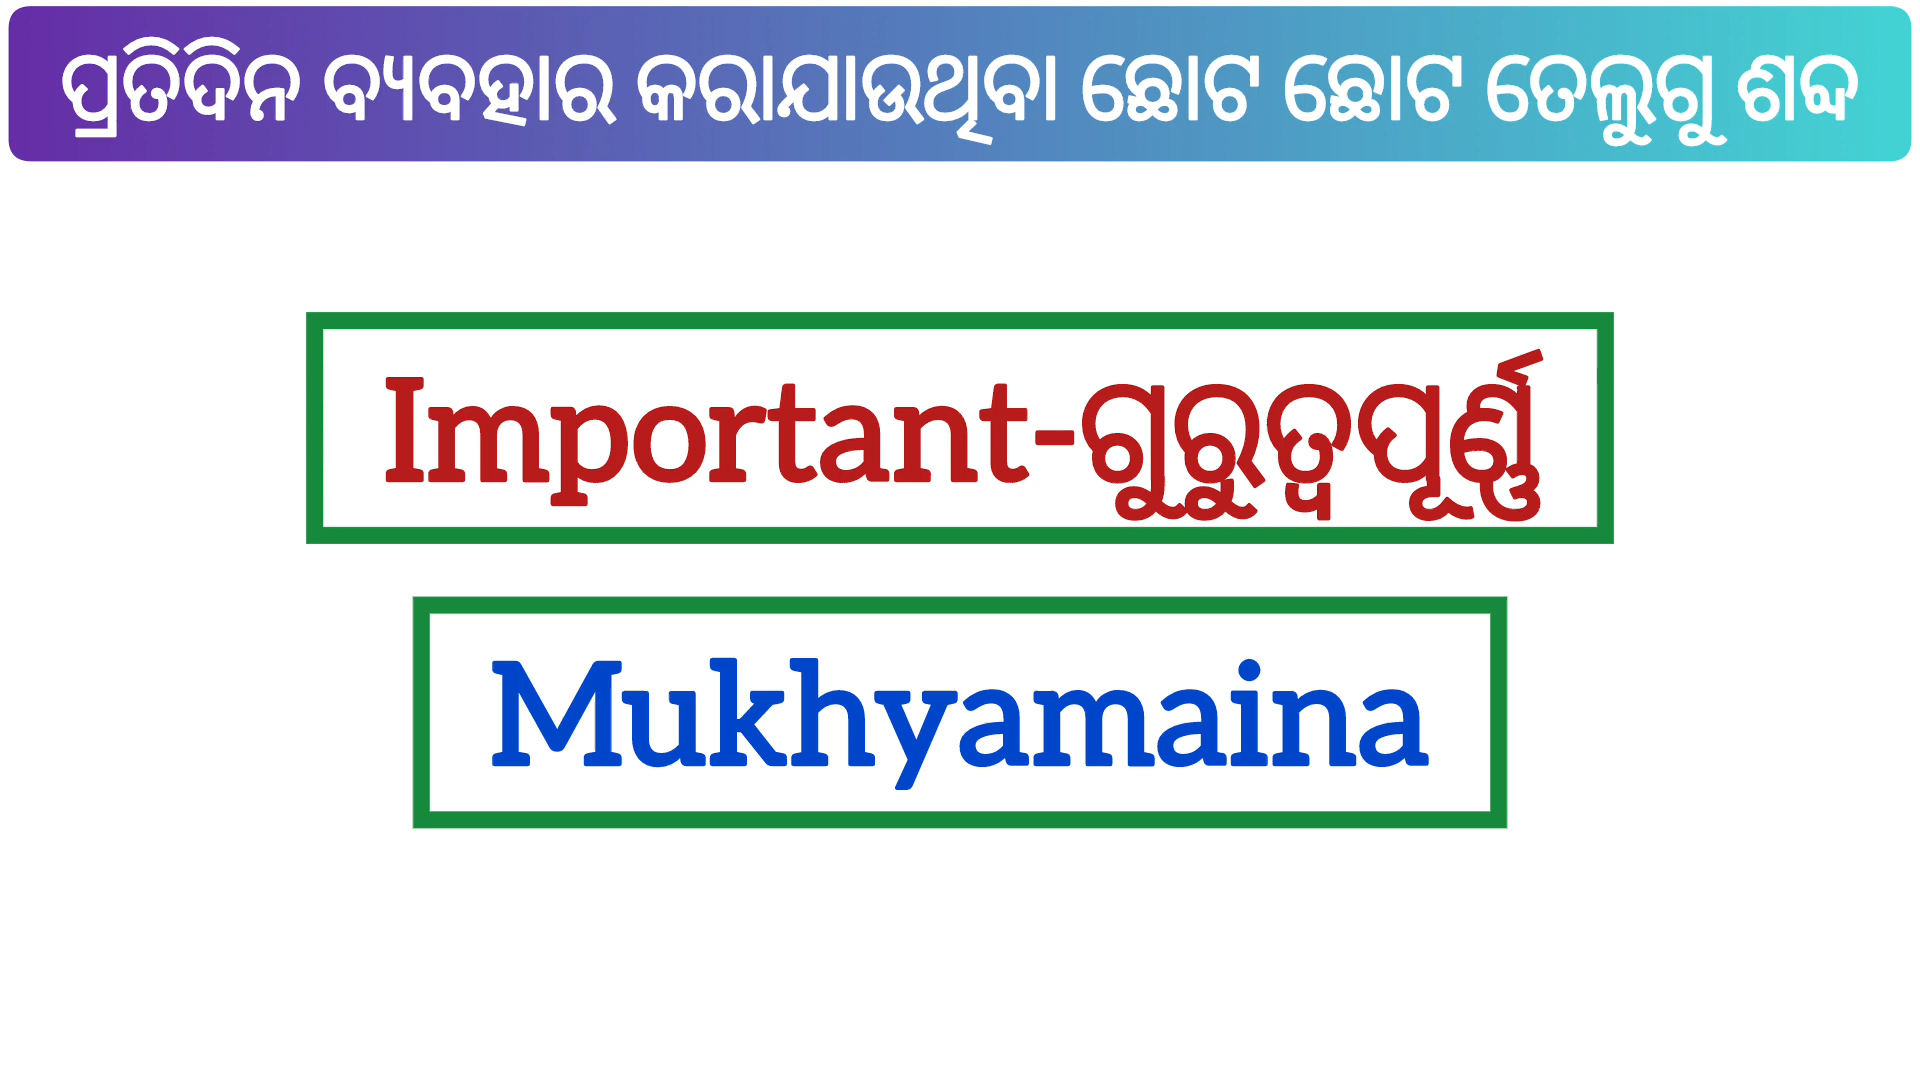 ପ୍ରତିଦିନ ବ୍ୟବହାର କରାଯାଉଥିବା ଛୋଟ ଛୋଟ ତେଲୁଗୁ ଶବ୍ଦ
Important-ଗୁରୁତ୍ୱପୂର୍ଣ୍ଣ
Mukhyamaina